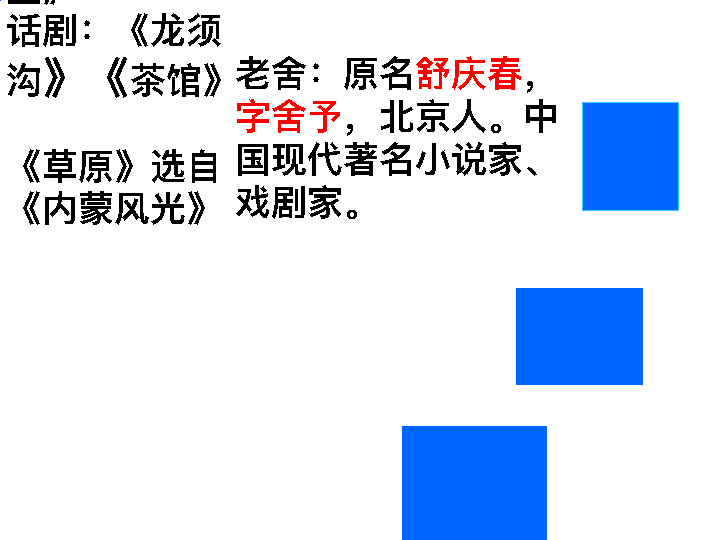 话剧：《龙须
沟》《茶馆》
《草原》选自
《内蒙风光》
老舍：原名舒庆春，
字舍予，北京人。中
国现代著名小说家、
戏剧家。